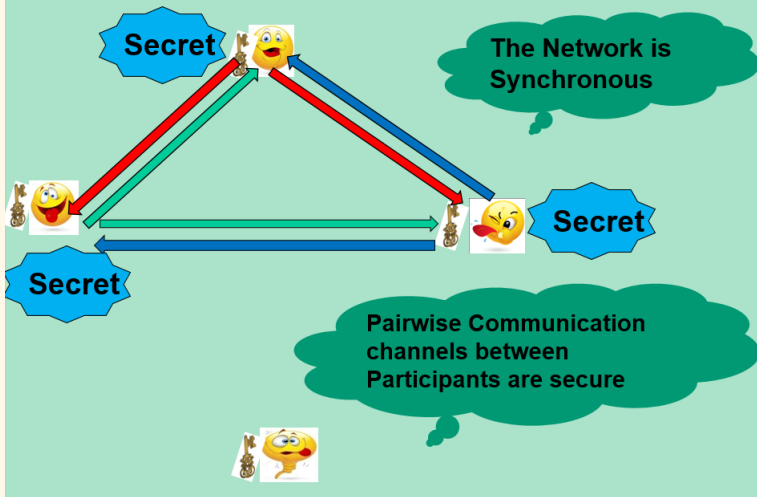 Secret
The Network is
Synchronous
Secret
Secret
Pairwise Communication
channels between
Participants are secure